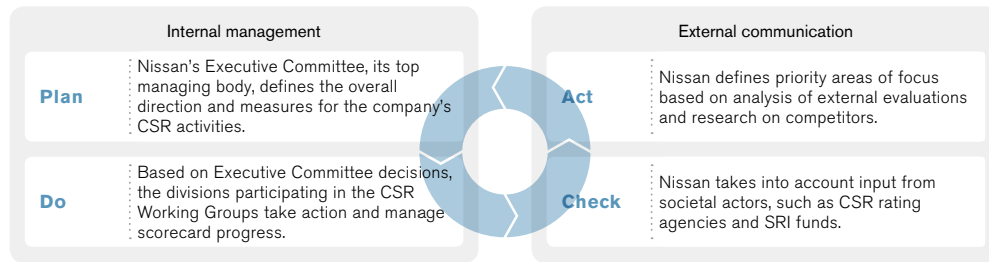 Internal management
Plan
Nissan's Executive Committee, its top
managing body, defines the overall
direction and measures for the company's
CSR activities.
Do
Based on Executive Committee decisions,
the divisions participating in the CSR
Working Groups take action and manage
scorecard progress.
External communication
Act
Nissan defines priority areas of focus
based on analysis of external evaluations
and research on competitors.
Check
Nissan takes into account input from
societal actors, such as CSR rating
agencies and SRI funds.